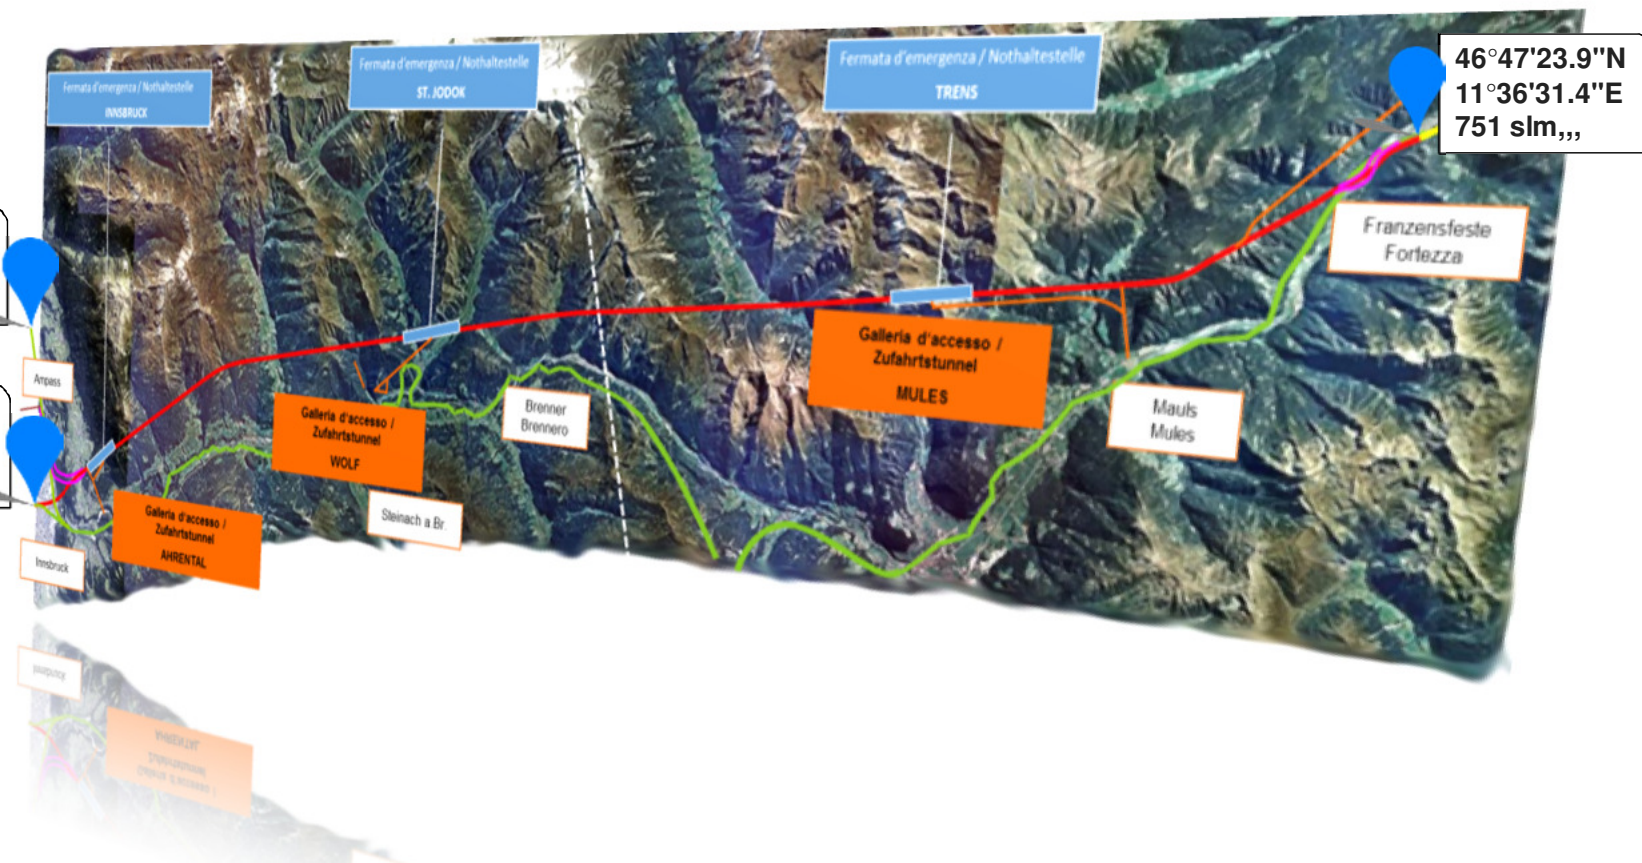 Fermata d'emergenza / Nothaltestelle
INNSBRUCK
Fermata d'emergenza / Nothaltestelle
ST. JODOK
Fermata d'emergenza / Nothaltestelle
TRENS
46°47'23.9"N
11°36'31.4"E
751 slm,,,
Franzensfeste
Fortezza
Ampass
Galleria d'accesso /
Zufahrtstunnel
MULES
Brenner
Brennero
Mauls
Mules
Galleria d'accesso /
Zufahrtstunnel
WOLF
Steinach a Br
Galleria d'accesso /
Zufahrtstunnel
AHRENTAL
Innsbruck